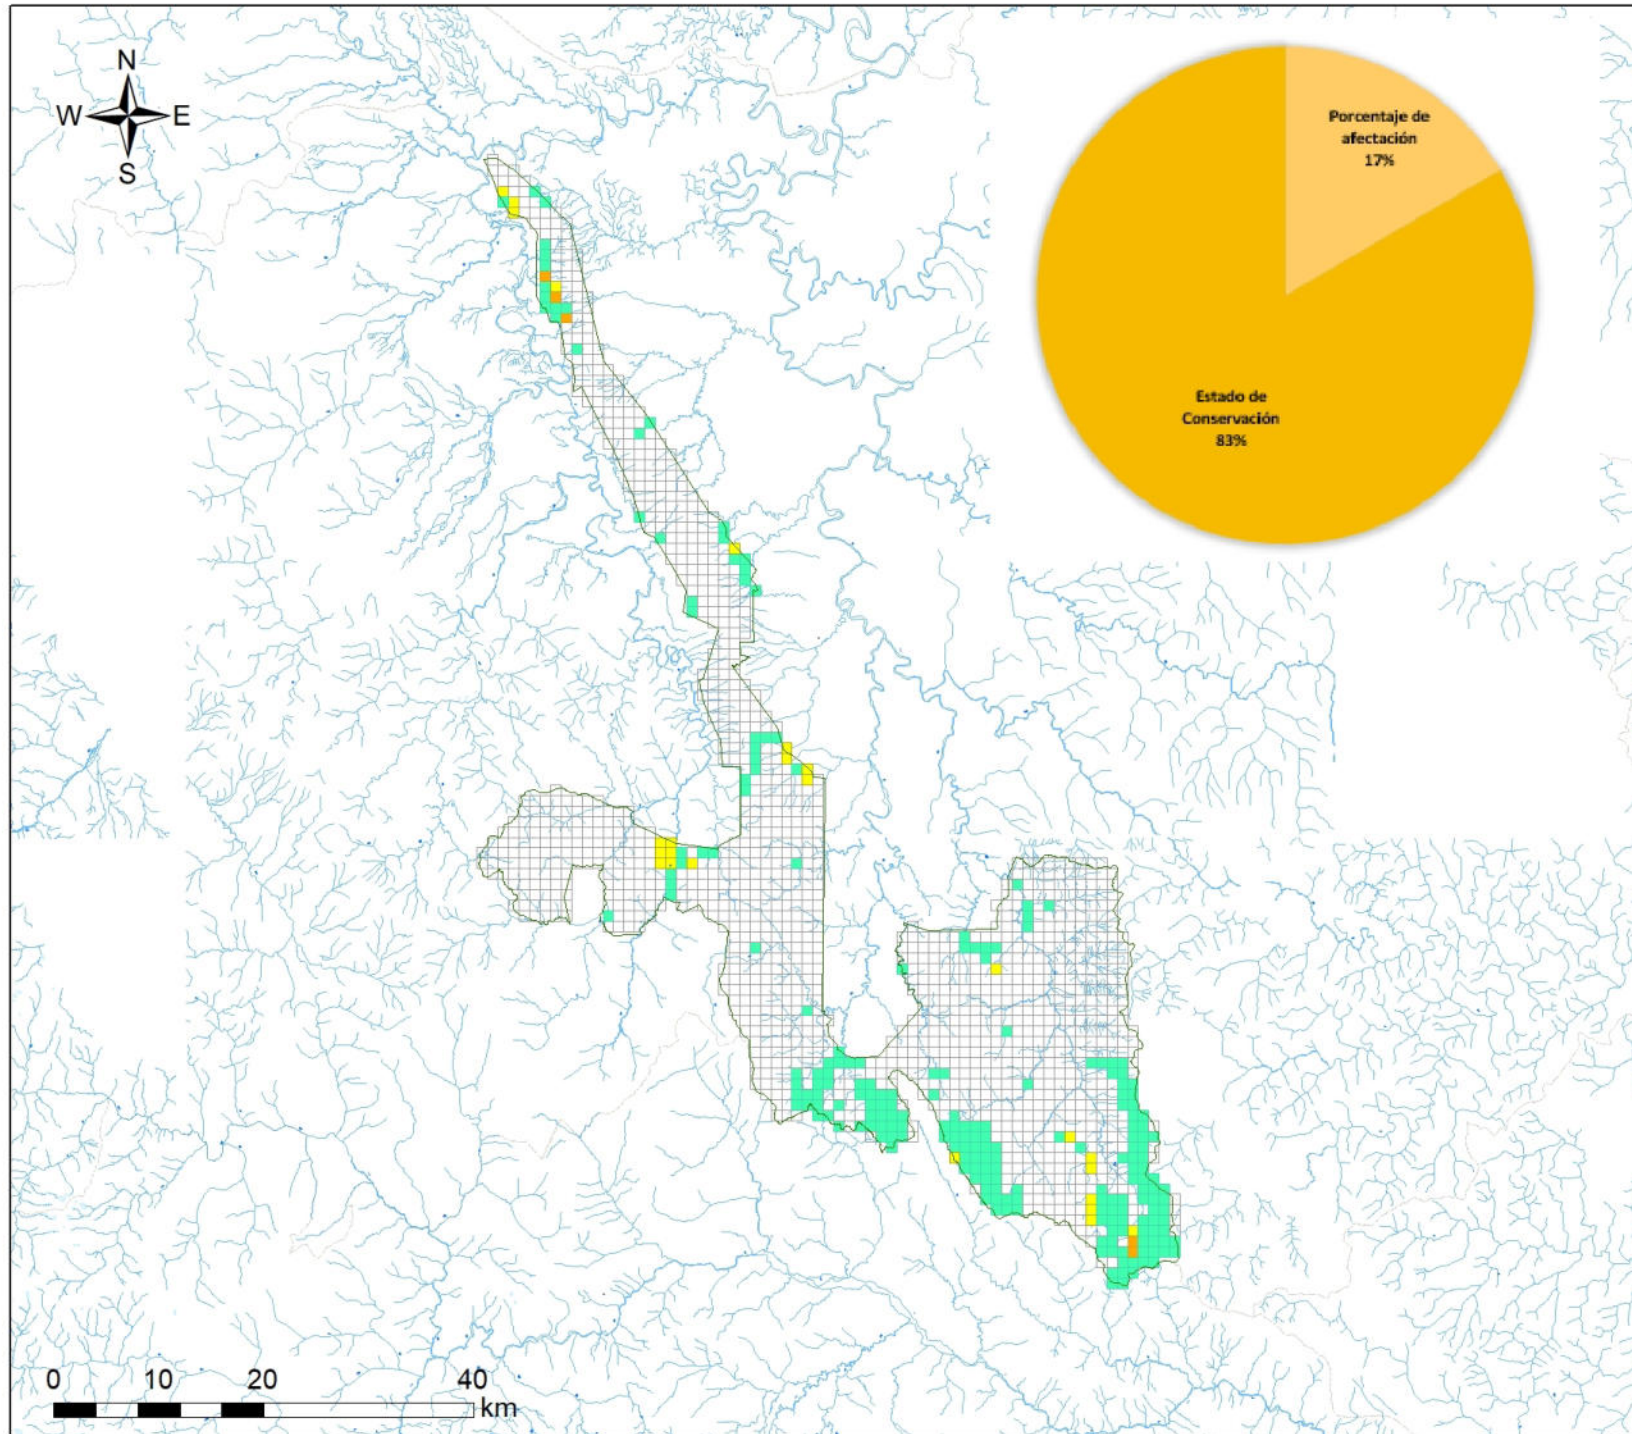 N
W E
S
Porcentaje de
afectación
17%
Estado de
Conservación
83%
0 10 20 40
km